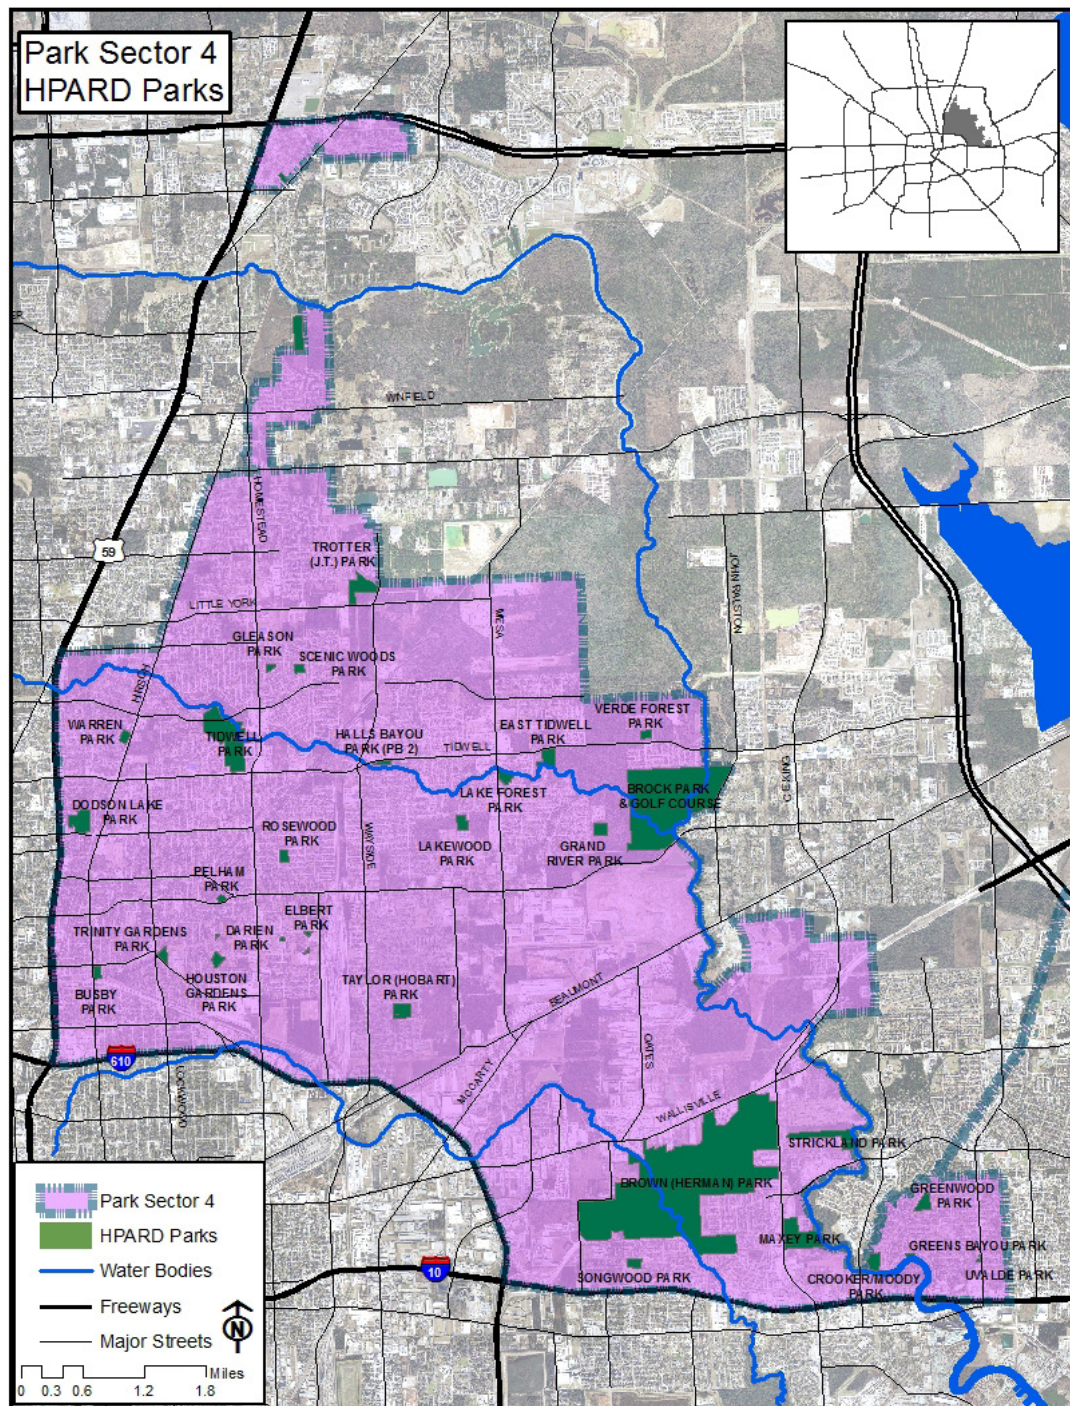 Park Sector 4
HPARD Parks
WINFIELD
HOMESTEAD
59
TROTTER
(J.T.) PARK
JOHN RALSTON
LITTLE YORK
MESA
GLEASON
PARK
SCENIC WOODS
PARK
HIRSCH
WARREN
PARK
TIDWELL
PARK
HALLS BAYOU
PARK (PB 2)
TIDWELL
EAST TIDWELL
PARK
VERDE FOREST
PARK
C E KING
BROCK PARK
& GOLF COURSE
LAKE FOREST
PARK
DODSON LAKE
PARK
ROSEWOOD
PARK
WAYSIDE
LAKEWOOD
PARK
GRAND
RIVER PARK
PELHAM
PARK
ELBERT
PARK
TRINITY GARDENS
PARK
DARIEN
PARK
HOUSTON
GARDENS
PARK
BUSBY
PARK
TAYLOR (HOBART)
PARK
BEAUMONT
OATES
610
LOCKWOOD
MCCARTY
WALLISVILLE
STRICKLAND PARK
BROWN (HERMAN) PARK
GREENWOOD
PARK
MAXEY PARK
GREENS BAYOU PARK
UVALDE PARK
SONGWOOD PARK
CROOKER/MOODY
PARK
10
Park Sector 4
HPARD Parks
Water Bodies
Freeways
Major Streets
N
Miles
0 0.3 0.6 1.2 1.8